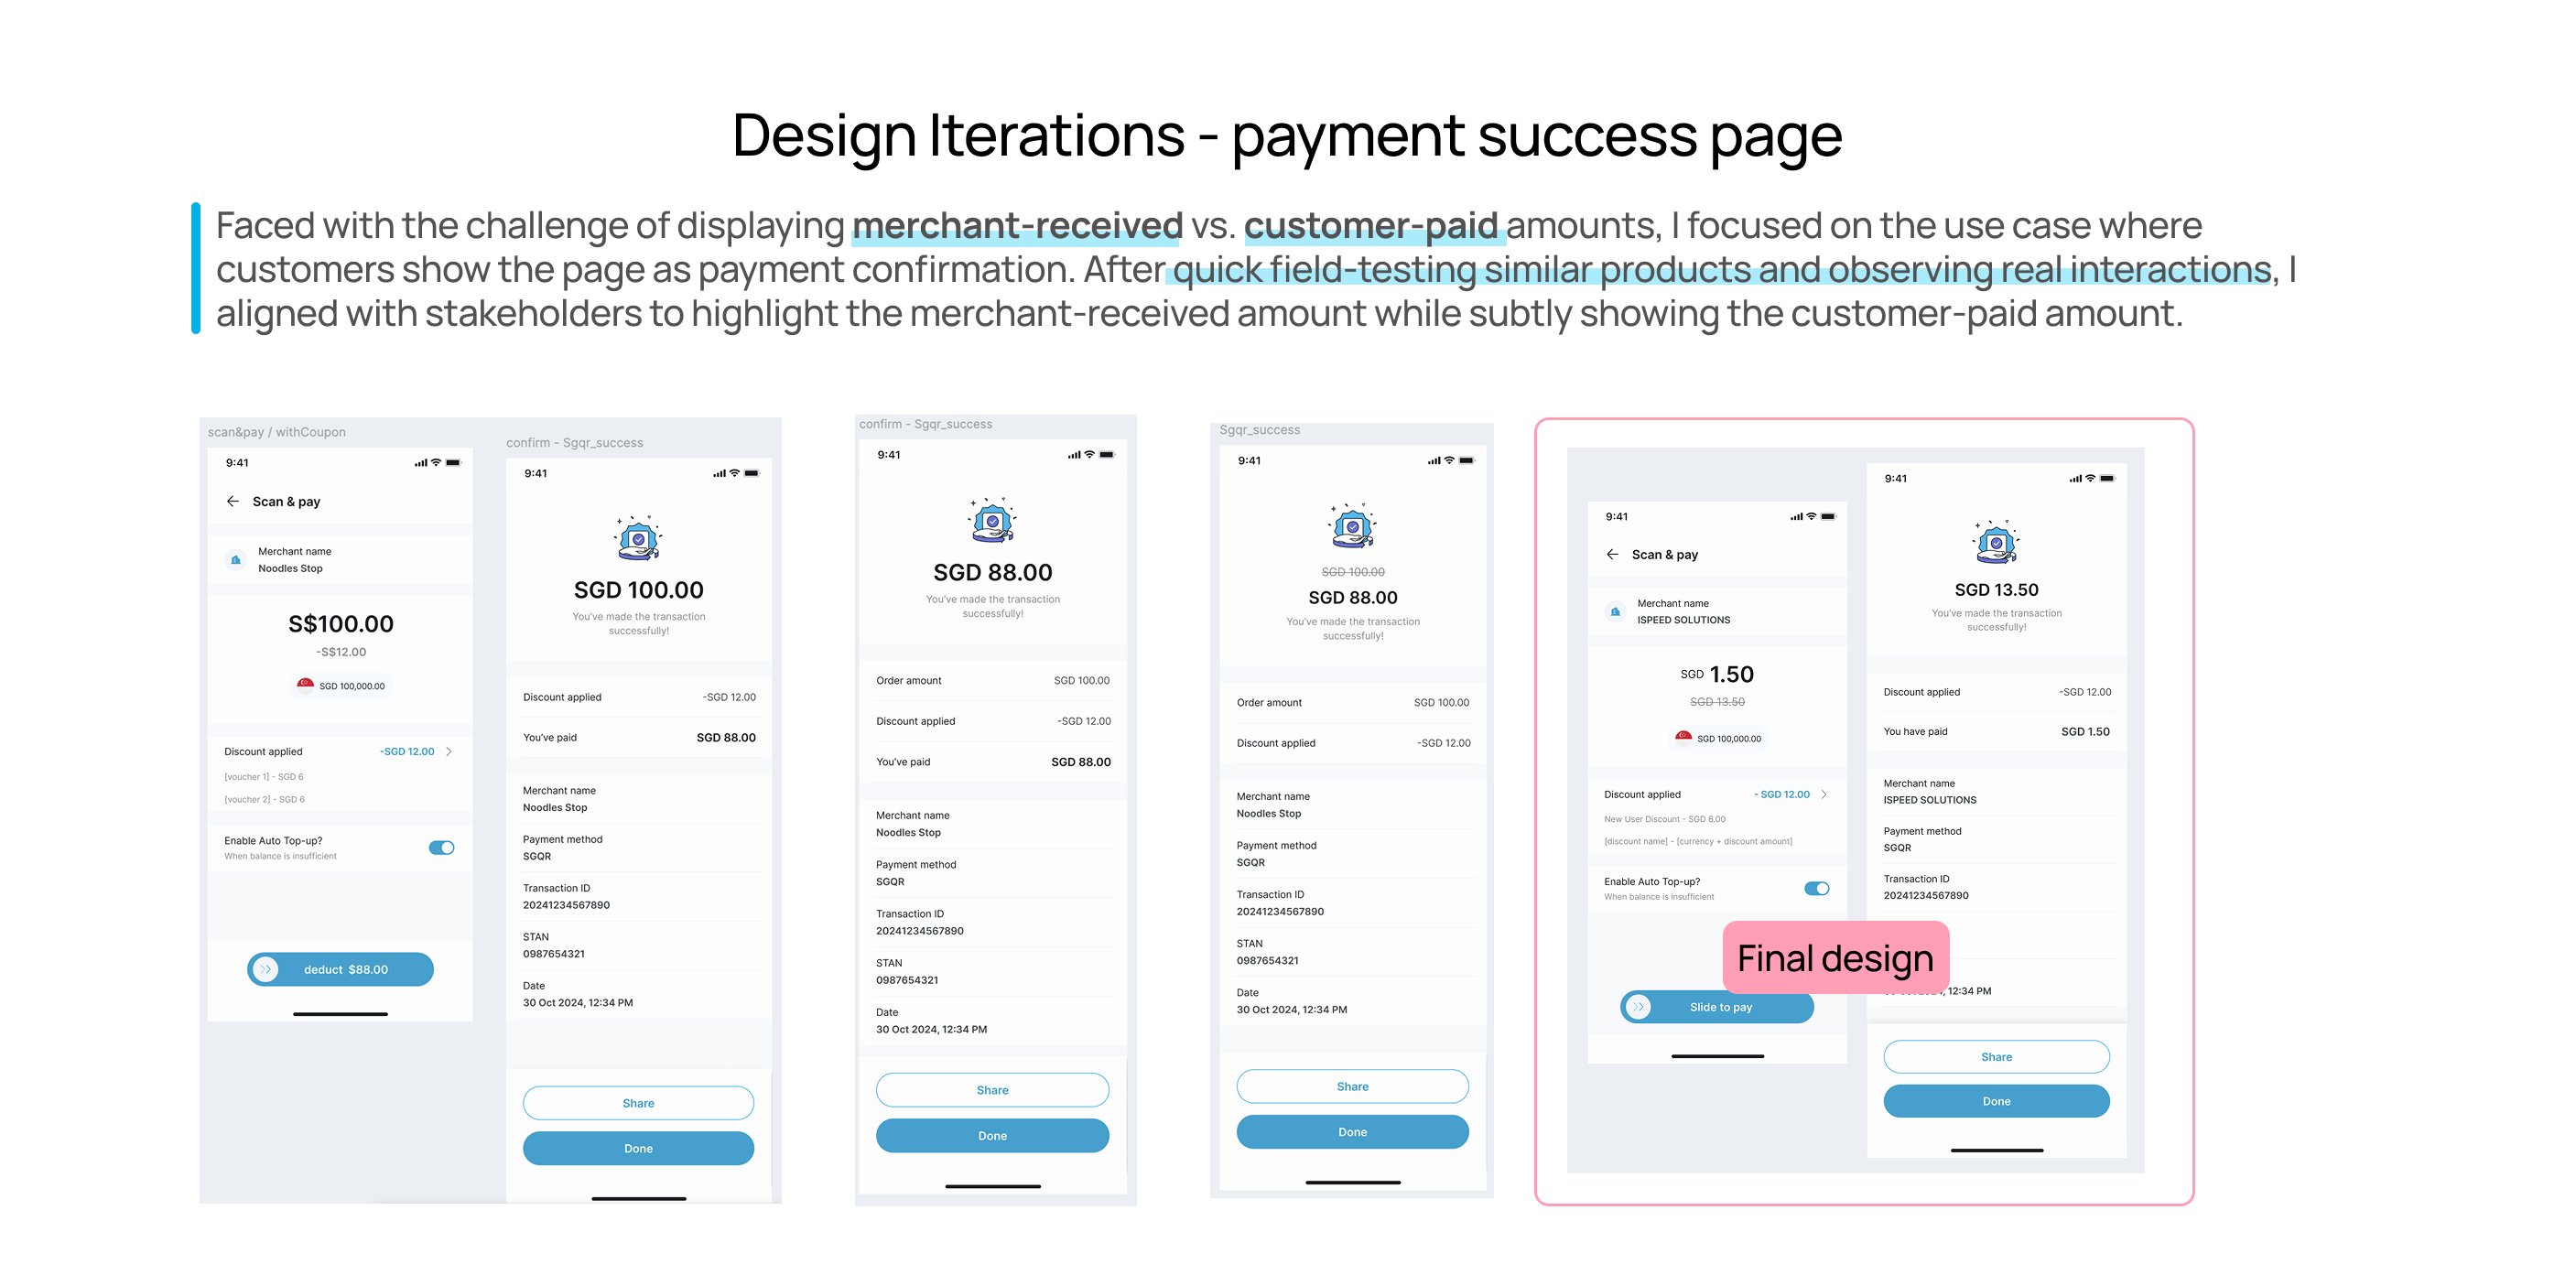 Design Iterations - payment success page
Faced with the challenge of displaying merchant-received vs. customer-paid amounts, I focused on the use case where
customers show the page as payment confirmation. After quick field-testing similar products and observing real interactions, I
aligned with stakeholders to highlight the merchant-received amount while subtly showing the customer-paid amount.
scan&pay / withCoupon
9:41
Scan & pay
Merchant name
Noodles Stop
S$100.00
-S$12.00
SGD 100,000.00
Discount applied -SGD 12.00
[voucher 1] - SGD 6
[voucher 2] - SGD 6
Enable Auto Top-up?
When balance is insufficient
deduct $88.00
confirm - Sgqr_success
9:41
SGD 100.00
You've made the transaction
successfully!
Discount applied -SGD 12.00
You've paid SGD 88.00
Merchant name
Noodles Stop
Payment method
SGQR
Transaction ID
20241234567890
STAN
0987654321
Date
30 Oct 2024, 12:34 PM
Share
Done
confirm - Sgqr_success
9:41
SGD 88.00
You've made the transaction
successfully!
Order amount SGD 100.00
Discount applied -SGD 12.00
You've paid SGD 88.00
Merchant name
Noodles Stop
Payment method
SGQR
Transaction ID
20241234567890
STAN
0987654321
Date
30 Oct 2024, 12:34 PM
Share
Done
Sgqr_success
9:41
SGD 100.00
SGD 88.00
You've made the transaction
successfully!
Order amount SGD 100.00
Discount applied -SGD 12.00
Merchant name
Noodles Stop
Payment method
SGQR
Transaction ID
20241234567890
STAN
0987654321
Date
30 Oct 2024, 12:34 PM
Share
Done
9:41
Scan & pay
Merchant name
ISPEED SOLUTIONS
SGD 1.50
SGD 13.50
SGD 100,000.00
Discount applied - SGD 12.00
New User Discount - SGD 6.00
[discount name] - [currency + discount amount]
Enable Auto Top-up?
When balance is insufficient
Slide to pay
9:41
SGD 13.50
You've made the transaction
successfully!
Discount applied -SGD 12.00
You have paid SGD 1.50
Merchant name
ISPEED SOLUTIONS
Payment method
SGQR
Transaction ID
20241234567890
Final design
, 12:34 PM
Share
Done